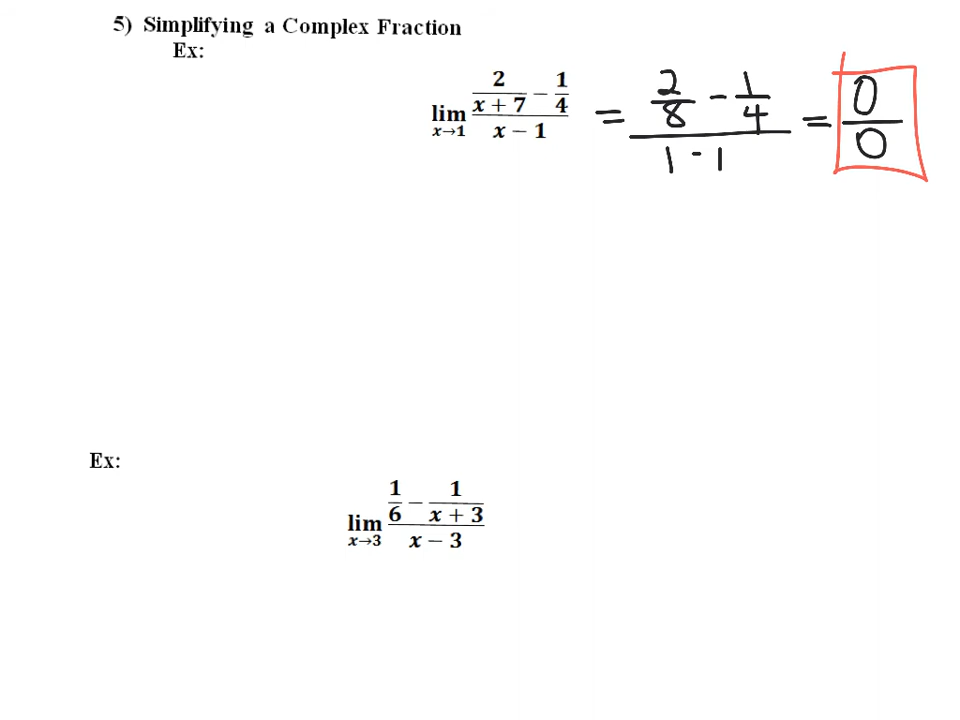 5) Simplifying a Complex Fraction
Ex:
lim x→1 (2/(x + 7) − 1/4)/(x − 1) = (2/8 − 1/4)/(1 - 1) = 0/0
Ex:
lim x→3 (1/6 − 1/(x + 3))/(x − 3)